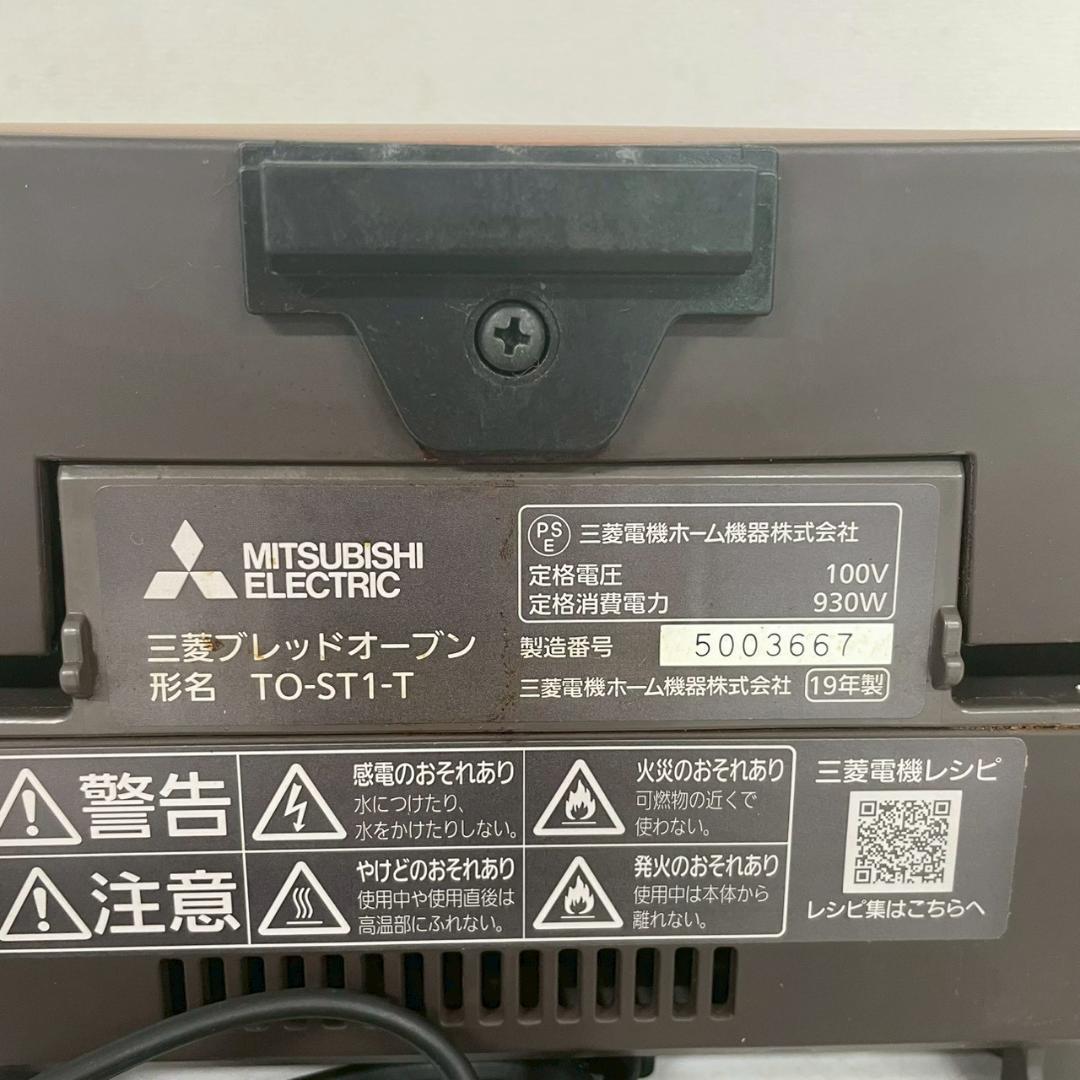 MITSUBISHI
ELECTRIC
三菱ブレッドオーブン
形名 TO-ST1-T
PS
E
三菱電機ホーム機器株式会社
定格電圧 100V
定格消費電力 930W
製造番号 5003667
三菱電機ホーム機器株式会社 19年製
警告
感電のおそれあり
水につけたり、
水をかけたりしない。
火災のおそれあり
可燃物の近くで
使わない。
注意
やけどのおそれあり
使用中や使用直後は
高温部にふれない。
発火のおそれあり
使用中は本体から
離れない。
三菱電機レシピ
レシピ集はこちらへ